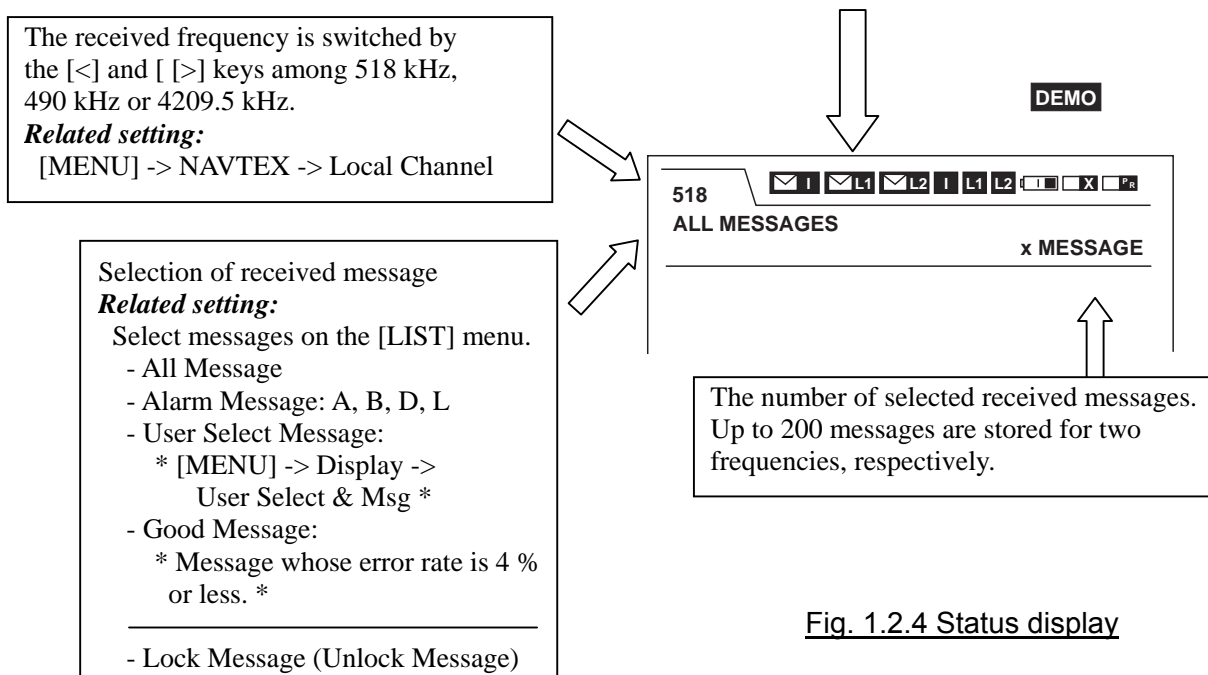 The received frequency is switched by
the [<] and [ [>] keys among 518 kHz,
490 kHz or 4209.5 kHz.
Related setting:
[MENU] -> NAVTEX -> Local Channel
DEMO
518
I L1 L2 I L1 L2 I X PR
ALL MESSAGES
x MESSAGE
Selection of received message
Related setting:
Select messages on the [LIST] menu.
- All Message
- Alarm Message: A, B, D, L
- User Select Message:
* [MENU] -> Display ->
User Select & Msg *
- Good Message:
* Message whose error rate is 4 %
or less. *
- Lock Message (Unlock Message)
The number of selected received messages.
Up to 200 messages are stored for two
frequencies, respectively.
Fig. 1.2.4 Status display